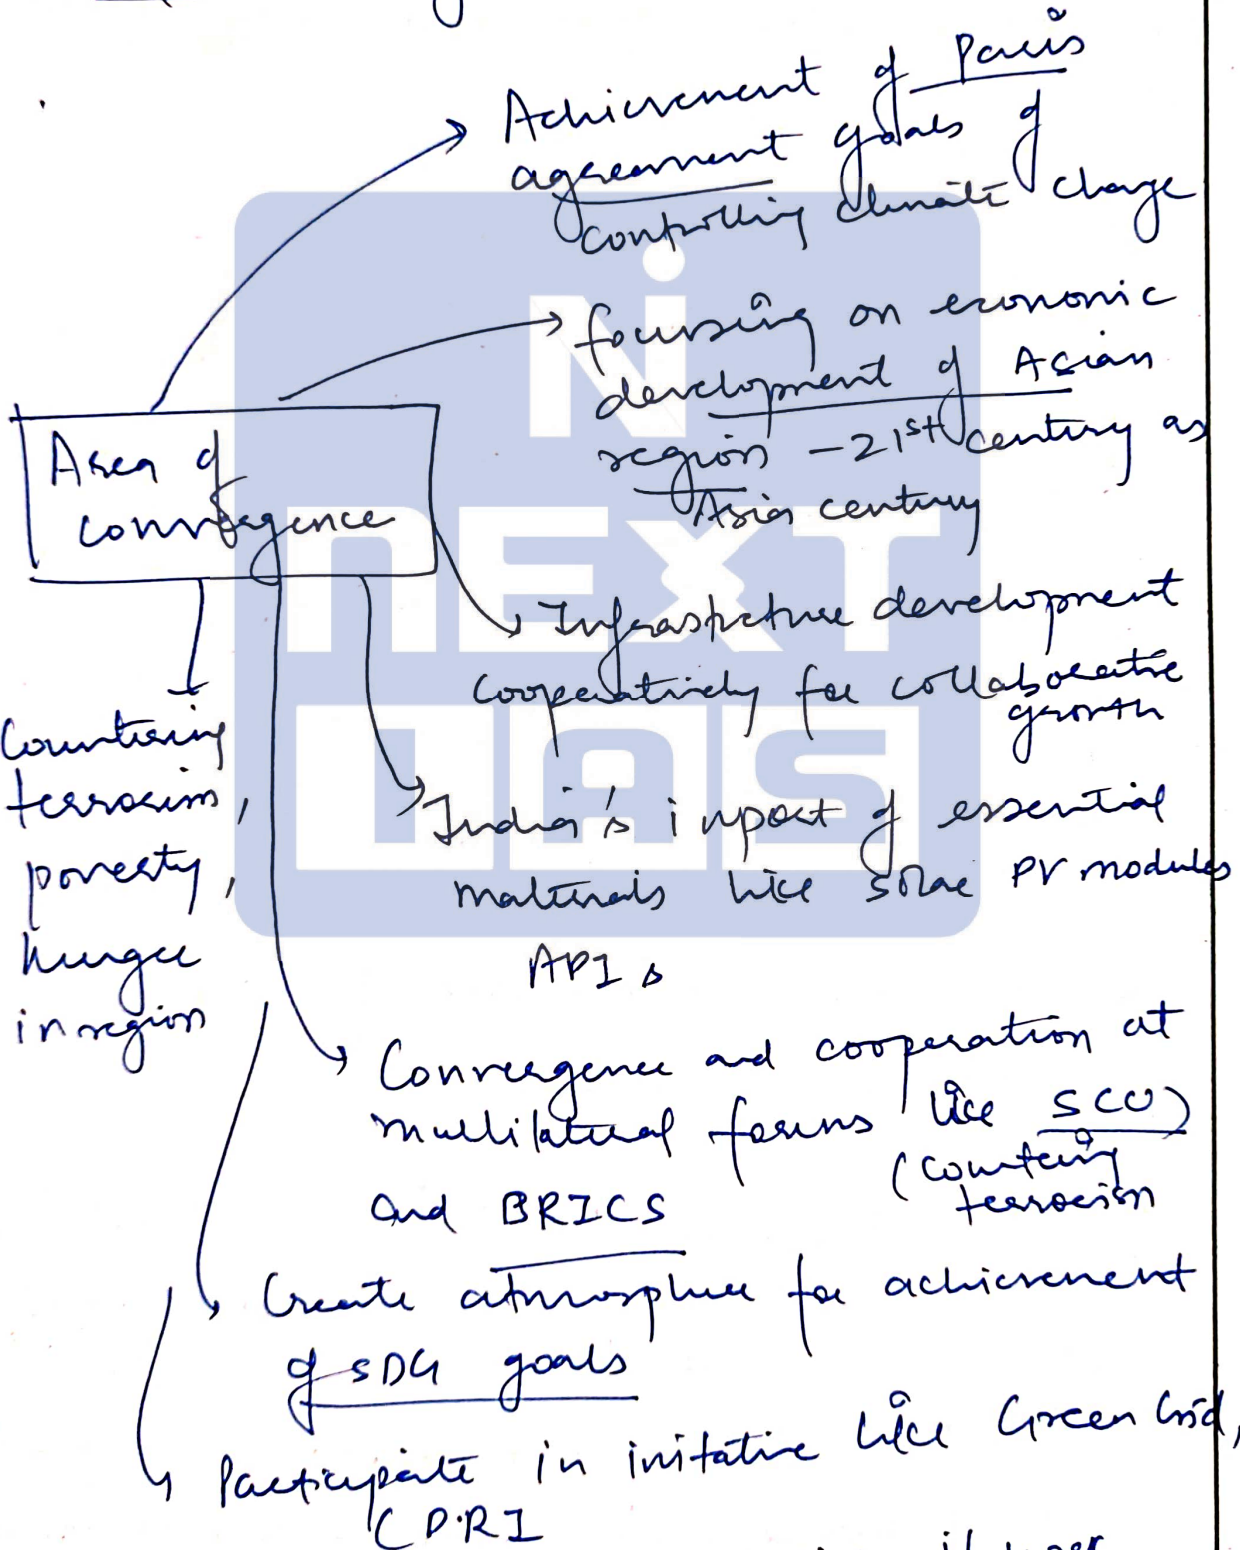 Achievement of Paris
agreement goals of
controlling climate change
focusing on economic
development of Asian
region - 21st century as
Asia century
Area of
convergence
Infrastructure development
cooperatively for collaborative
growth
Countering
terrorism,
poverty,
hunger
in region
India's import of essential
materials like solar PV modules
APIs
Convergence and cooperation at
multilateral forums like SCO)
(countering
terrorism
and BRICS
Create atmosphere for achievement
of SDG goals
Participate in initative like Green Grid,
CDRI
NEXT
IAS